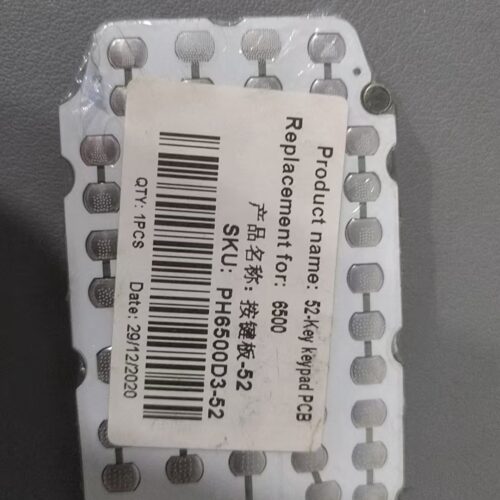 Product name: 52-Key keypad PCB
Replacement for: 6500
产品名称: 按键板-52
SKU: PH6500D3-52
QTY: 1PCS
Date: 29/12/2020